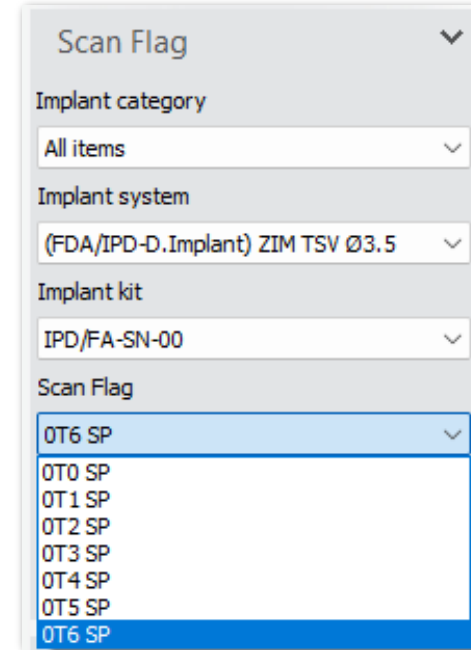 Scan Flag
Implant category
All items
Implant system
(FDA/IPD-D.Implant) ZIM TSV Ø3.5
Implant kit
IPD/FA-SN-00
Scan Flag
0T6 SP
0T0 SP
0T1 SP
0T2 SP
0T3 SP
0T4 SP
0T5 SP
0T6 SP